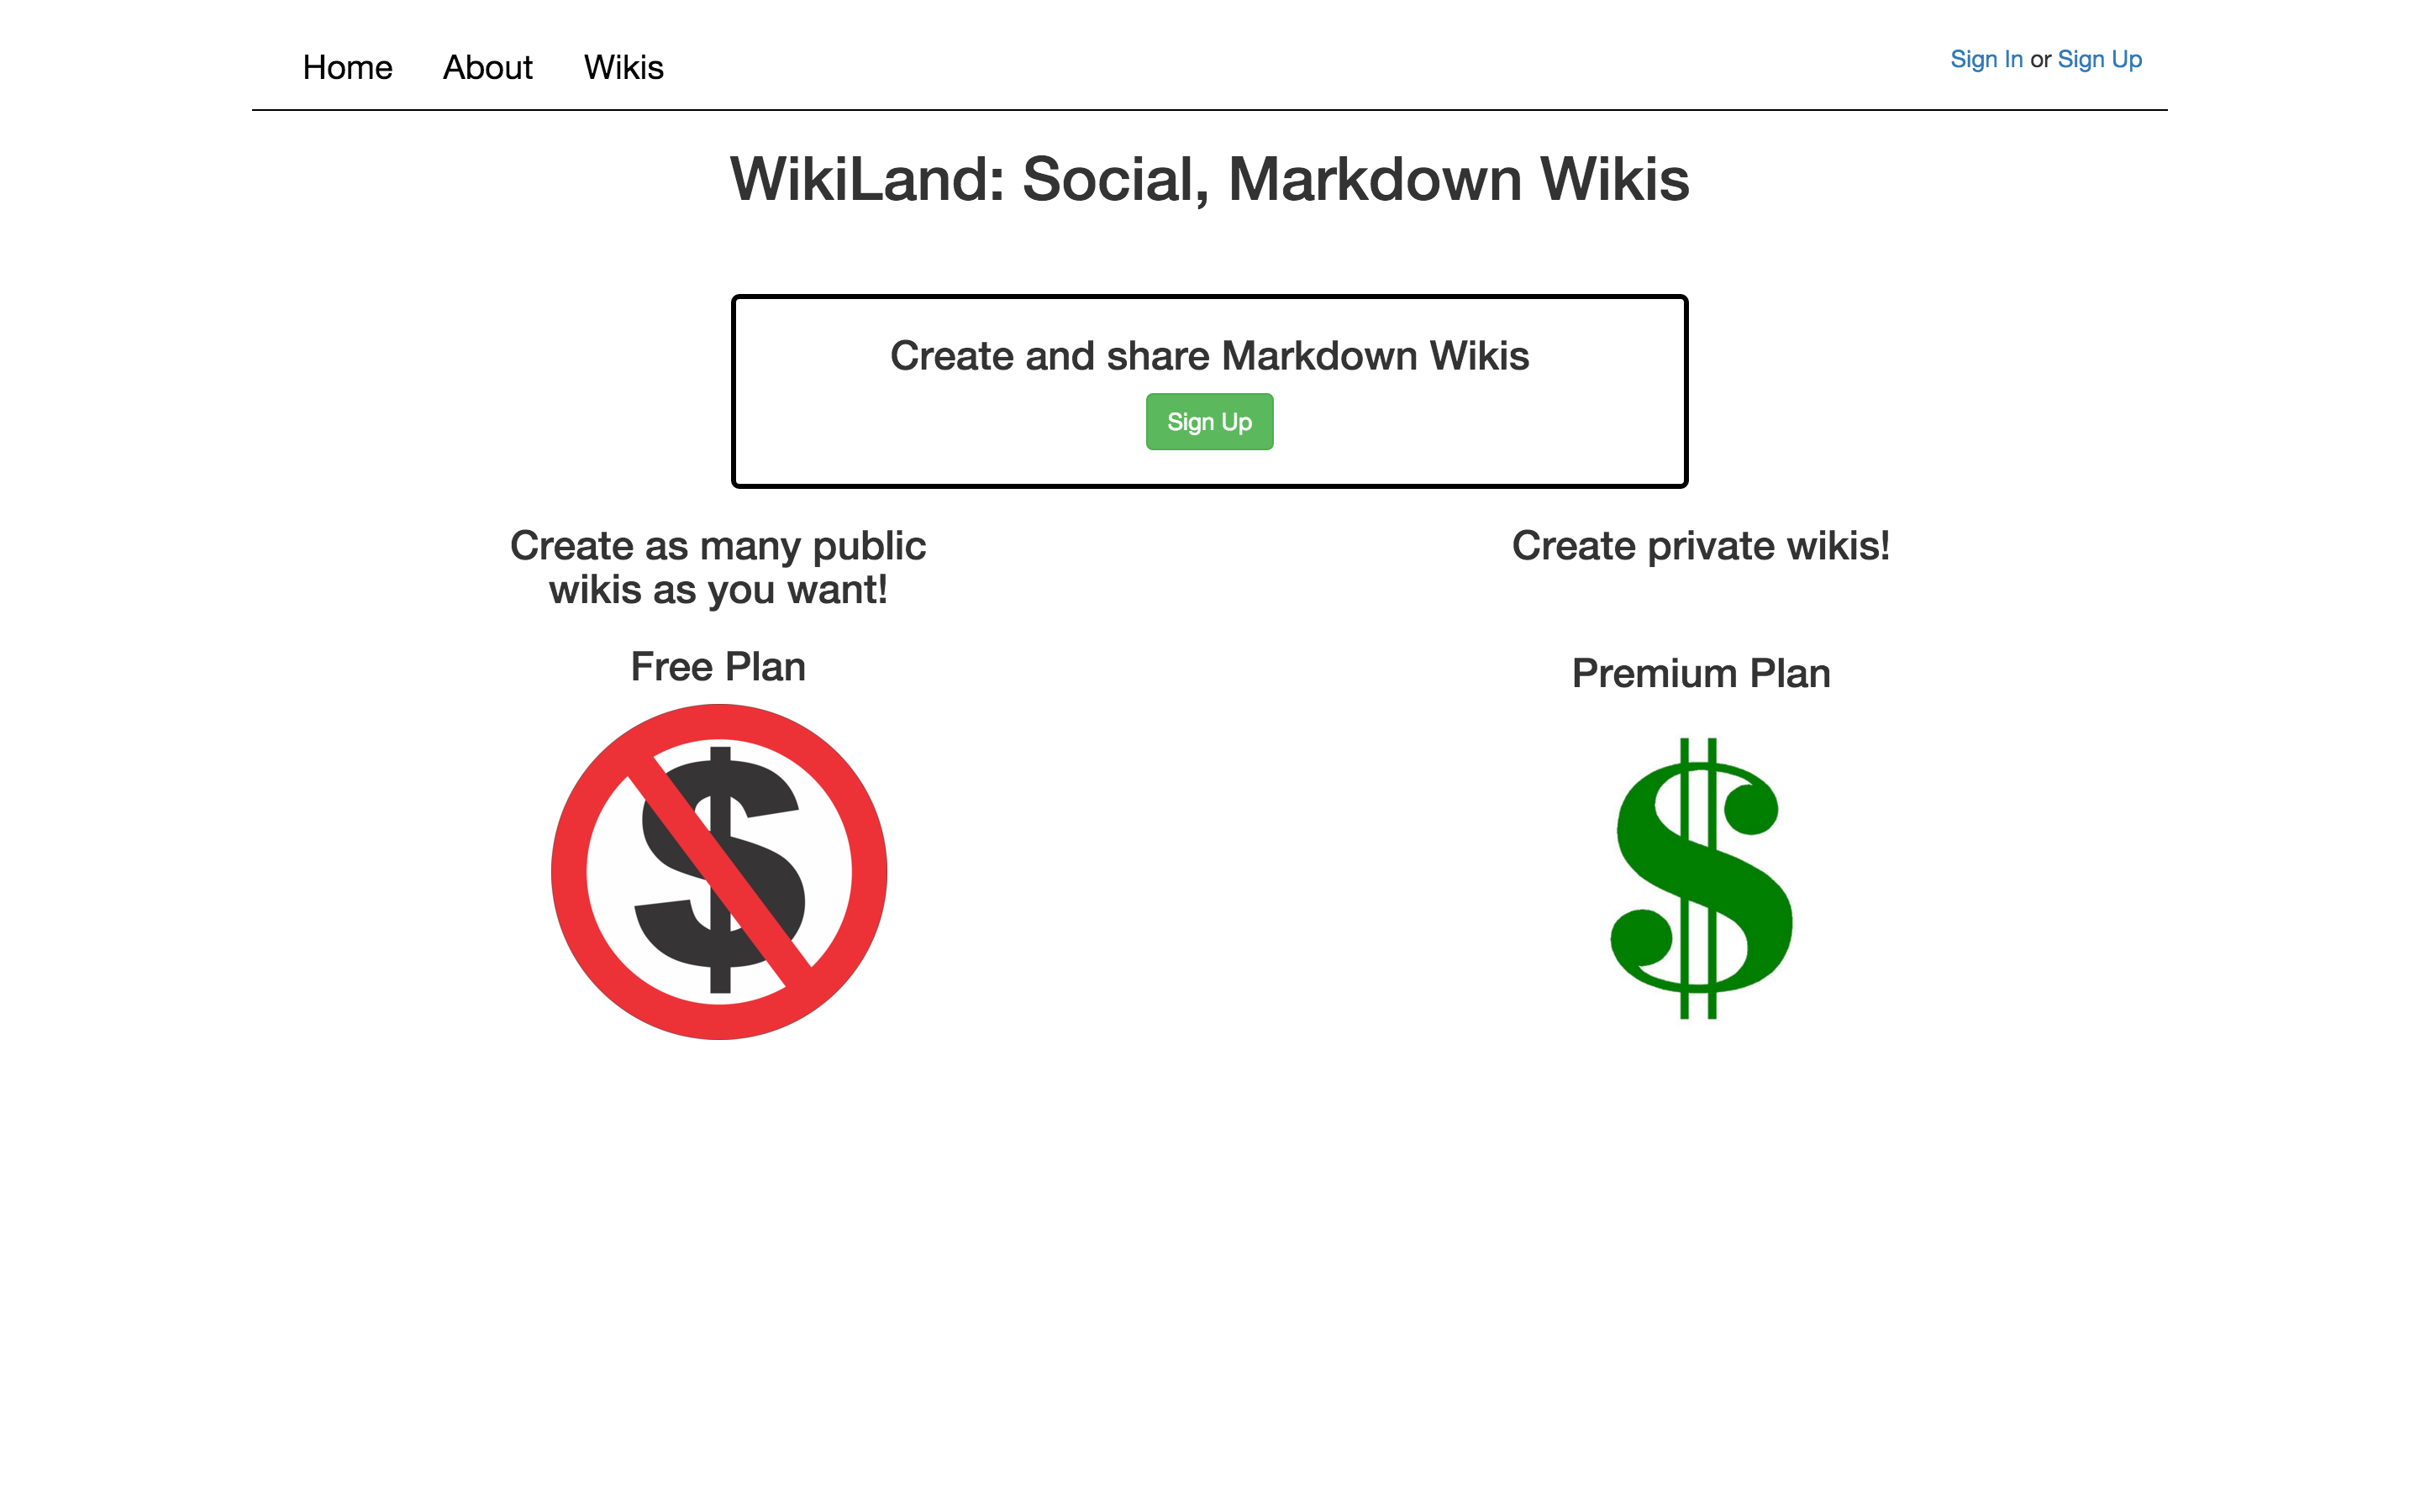 Home About Wikis
Sign In or Sign Up
WikiLand: Social, Markdown Wikis
Create and share Markdown Wikis
Sign Up
Create as many public
wikis as you want!
Free Plan
$
Create private wikis!
Premium Plan
$